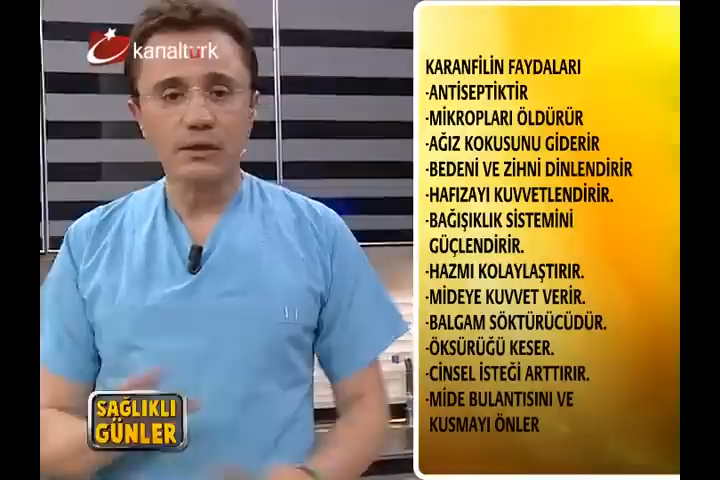 kanaltürk
KARANFİLİN FAYDALARI
-ANTİSEPTİKTİR
-MİKROPLARI ÖLDÜRÜR
-AĞIZ KOKUSUNU GİDERİR
-BEDENİ VE ZİHNİ DİNLENDİRİR
-HAFIZAYI KUVVETLENDİRİR.
-BAĞIŞIKLIK SİSTEMİNİ
GÜÇLENDİRİR.
-HAZMI KOLAYLAŞTIRIR.
-MİDEYE KUVVET VERİR.
-BALGAM SÖKTÜRÜCÜDÜR.
-ÖKSÜRÜĞÜ KESER.
-CİNSEL İSTEĞİ ARTTIRIR.
-MİDE BULANTISINI VE
KUSMAYI ÖNLER
SAĞLIKLI
GÜNLER